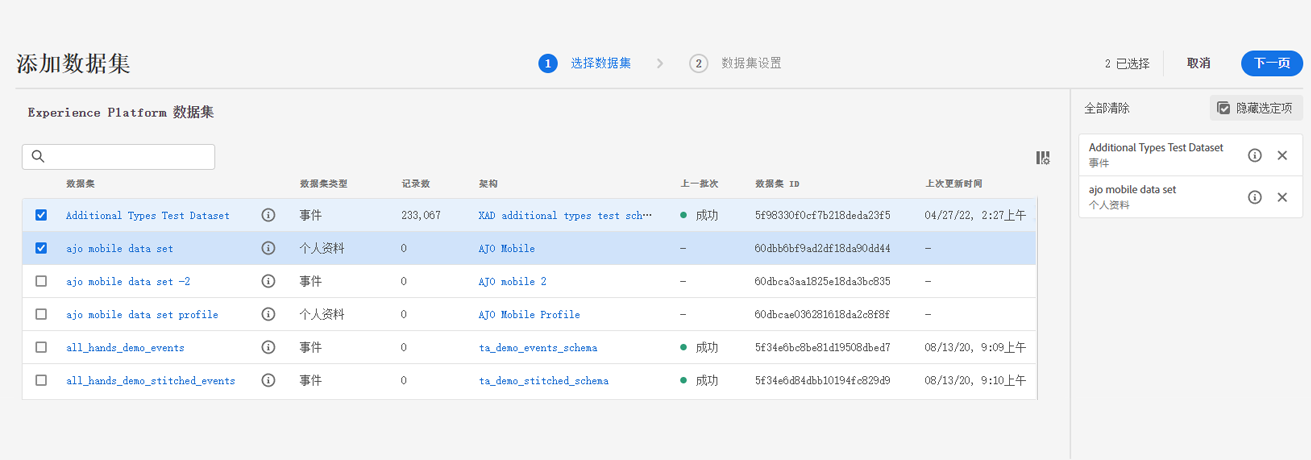 添加数据集
1 选择数据集 2 数据集设置
2 已选择 取消 下一页
Experience Platform 数据集
全部清除 隐藏选定项
Additional Types Test Dataset
事件
ajo mobile data set
个人资料
数据集 数据集类型 记录数 架构 上一批次 数据集 ID 上次更新时间
Additional Types Test Dataset 事件 233,067 XAD additional types test sch… 成功 5f98330f0cf7b218deda23f5 04/27/22, 2:27上午
ajo mobile data set 个人资料 0 AJO Mobile – 60dbb6bf9ad2df18da90dd44 –
ajo mobile data set -2 事件 0 AJO mobile 2 – 60dbca3aa1825e18da3bc835 –
ajo mobile data set profile 个人资料 0 AJO Mobile Profile – 60dbcae036281618da2c8f8f –
all_hands_demo_events 事件 0 ta_demo_events_schema 成功 5f34e6bc8be81d19508dbed7 08/13/20, 9:09上午
all_hands_demo_stitched_events 事件 0 ta_demo_stitched_schema 成功 5f34e6d84dbb10194fc829d9 08/13/20, 9:10上午